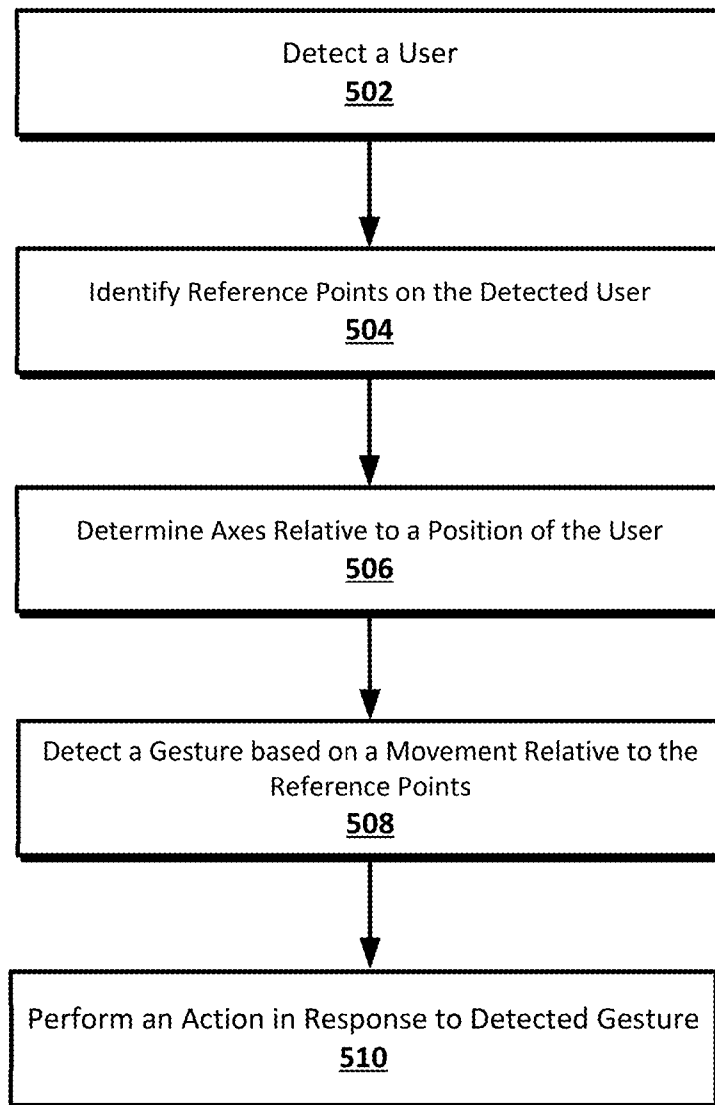 Detect a User
502
Identify Reference Points on the Detected User
504
Determine Axes Relative to a Position of the User
506
Detect a Gesture based on a Movement Relative to the
Reference Points
508
Perform an Action in Response to Detected Gesture
510